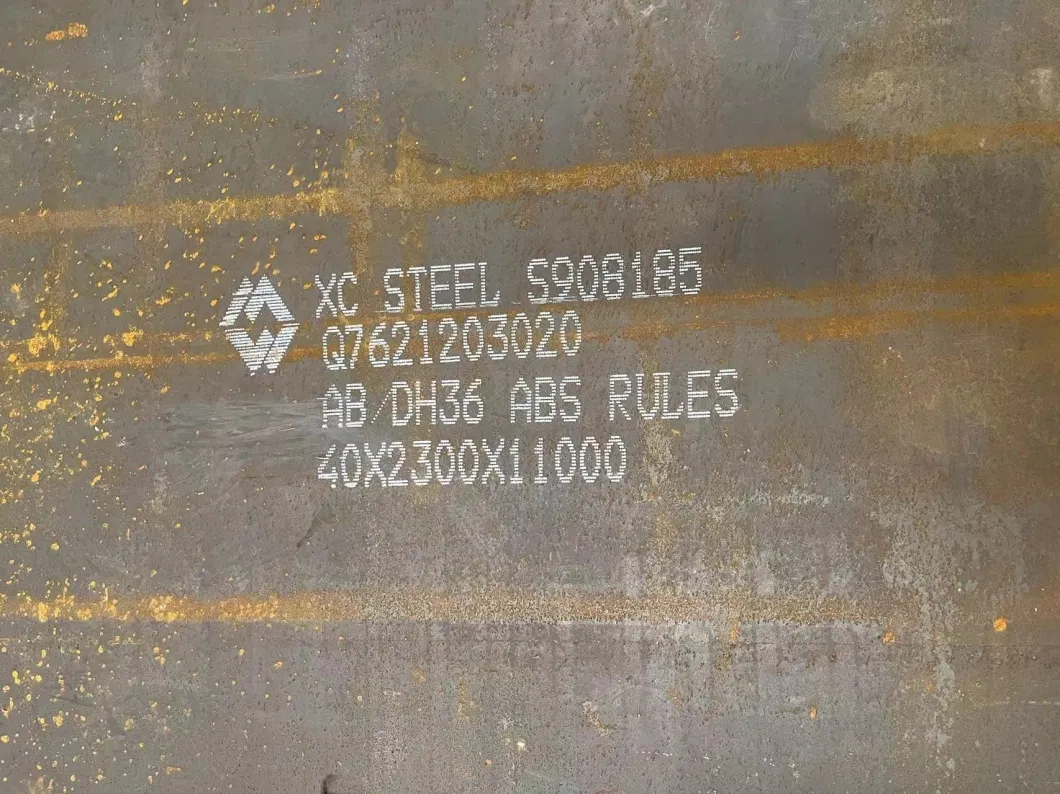 XC STEEL S908185
Q7621203020
AB/DH36 ABS RULES
40X2300X11000